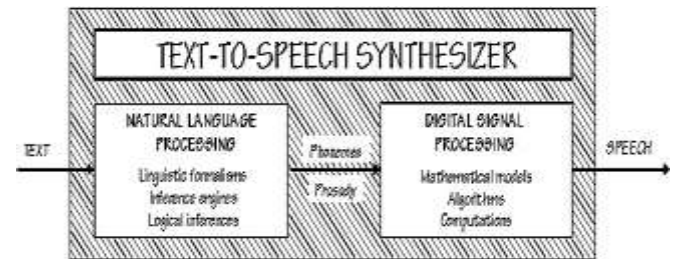 TEXT-TO-SPEECH SYNTHESIZER
TEXT
NATURAL LANGUAGE
PROCESSING
Linguistic formalisms
Inference engines
Logical inferences
Phonemes
Prosody
DIGITAL SIGNAL
PROCESSING
Mathematical models
Algorithms
Computations
SPEECH